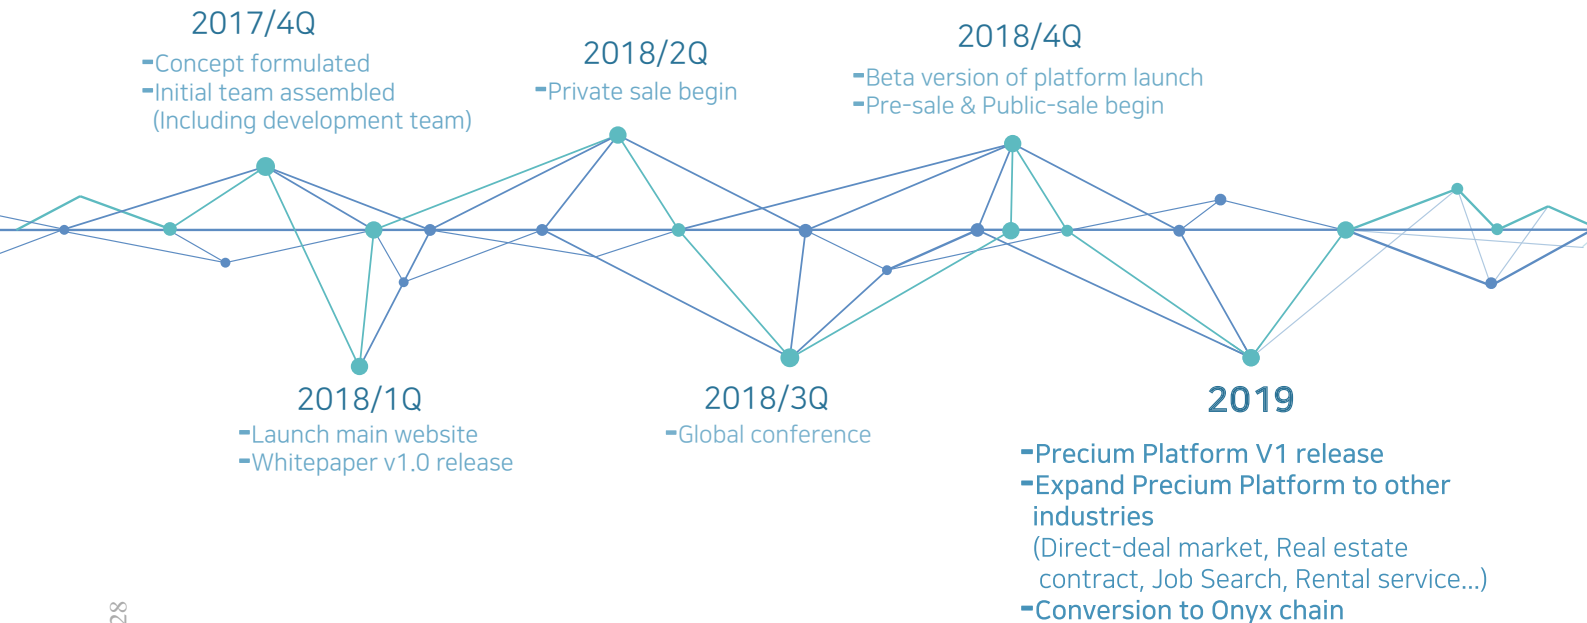 2017/4Q
-Concept formulated
-Initial team assembled
(Including development team)
2018/2Q
-Private sale begin
2018/4Q
-Beta version of platform launch
-Pre-sale & Public-sale begin
2018/1Q
-Launch main website
-Whitepaper v1.0 release
2018/3Q
-Global conference
2019
-Precium Platform V1 release
-Expand Precium Platform to other
industries
(Direct-deal market, Real estate
contract, Job Search, Rental service...)
-Conversion to Onyx chain
28